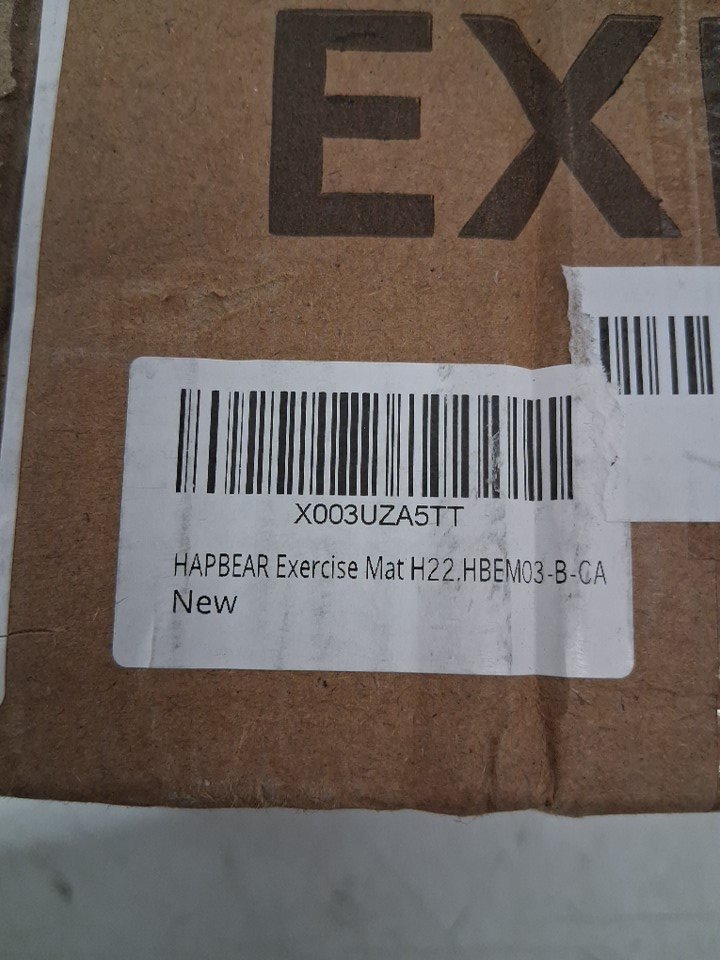 EX
X003UZA5TT
HAPBEAR Exercise Mat H22.HBEM03-B-CA
New